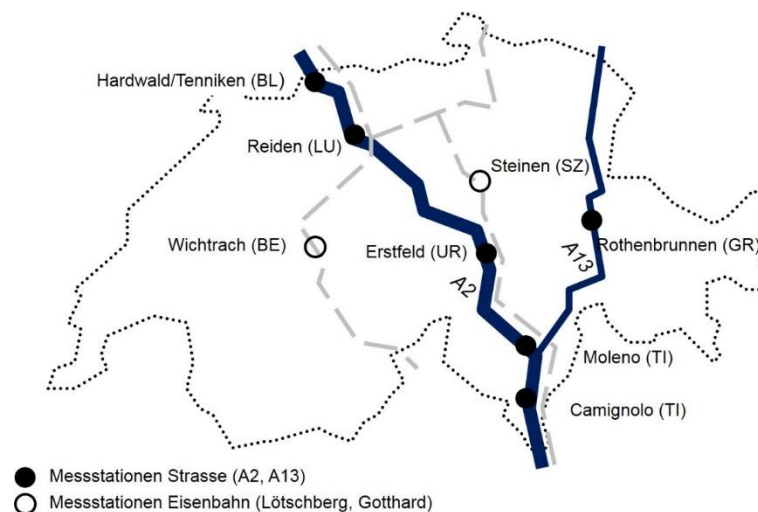 Hardwald/Tenniken (BL)
Reiden (LU)
Steinen (SZ)
Wichtrach (BE)
Erstfeld (UR)
Rothenbrunnen (GR)
A2
A13
Moleno (TI)
Camignolo (TI)
Messstationen Strasse (A2, A13)
Messstationen Eisenbahn (Lötschberg, Gotthard)